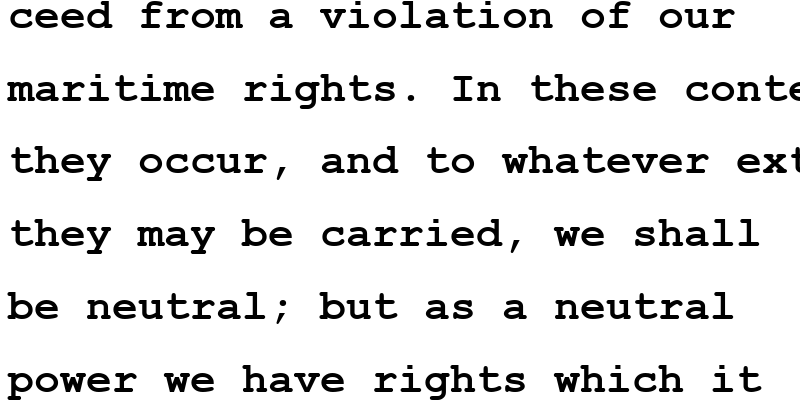 ceed from a violation of our
maritime rights. In these conte
they occur, and to whatever ext
they may be carried, we shall
be neutral; but as a neutral
power we have rights which it